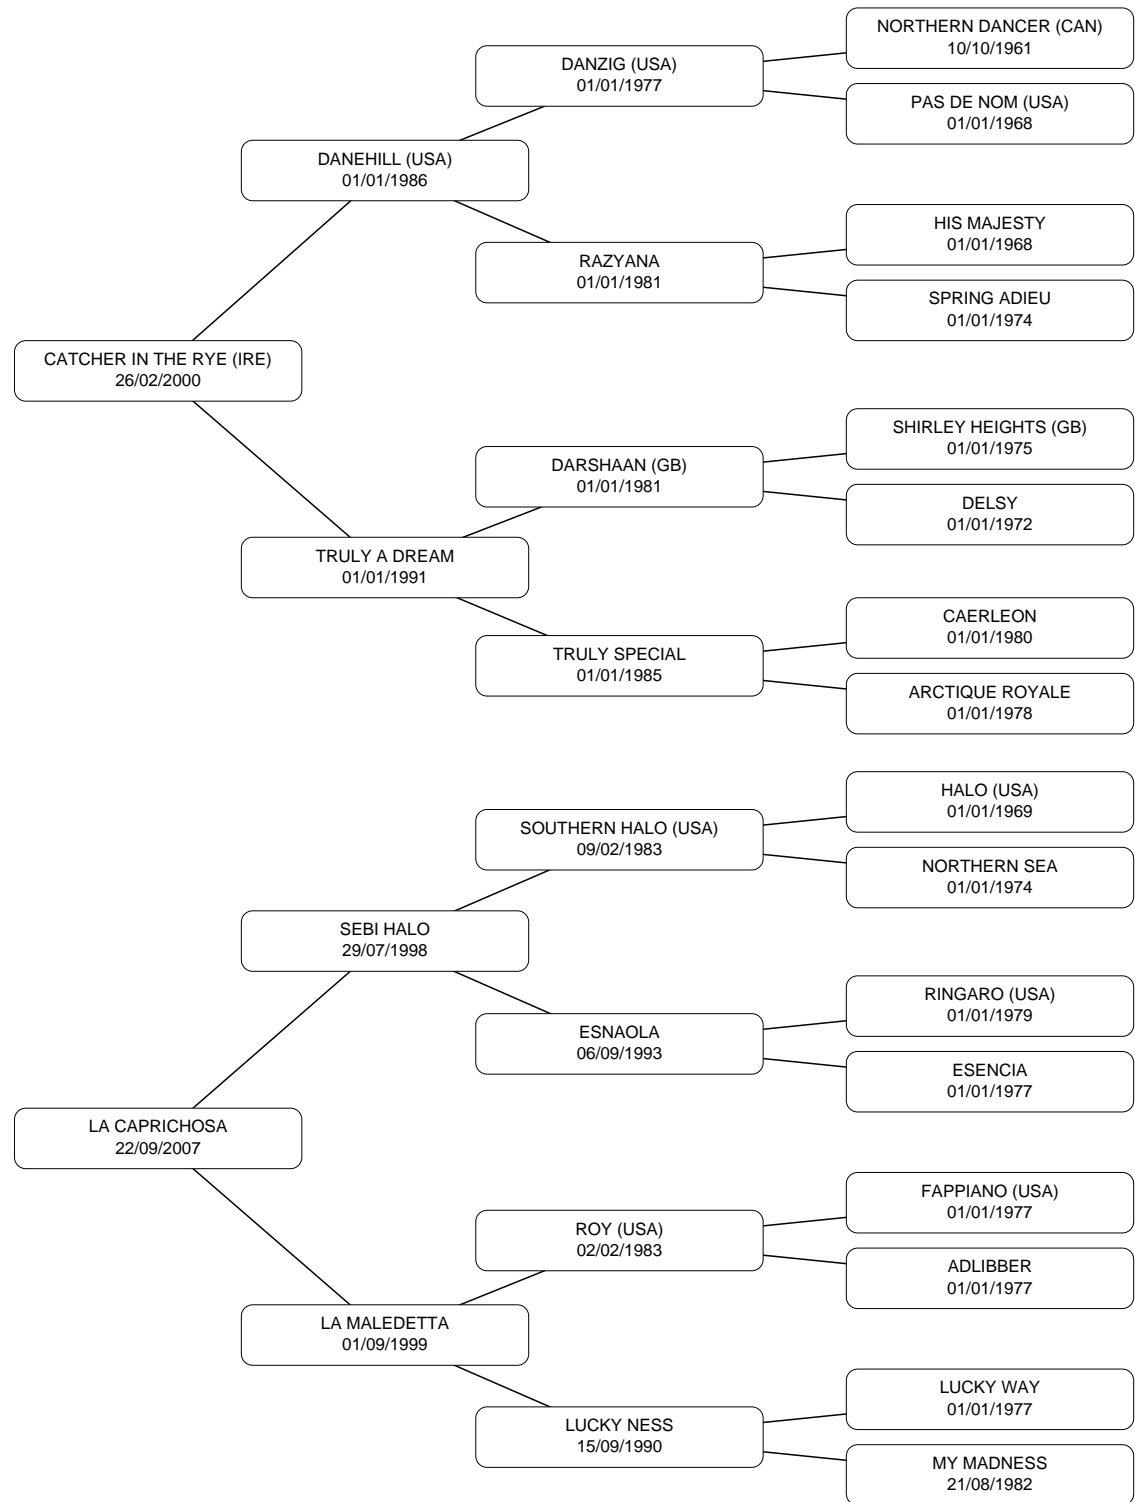 NORTHERN DANCER (CAN)
10/10/1961
DANZIG (USA)
01/01/1977
PAS DE NOM (USA)
01/01/1968
DANEHILL (USA)
01/01/1986
HIS MAJESTY
01/01/1968
RAZYANA
01/01/1981
SPRING ADIEU
01/01/1974
CATCHER IN THE RYE (IRE)
26/02/2000
SHIRLEY HEIGHTS (GB)
01/01/1975
DARSHAAN (GB)
01/01/1981
DELSY
01/01/1972
TRULY A DREAM
01/01/1991
CAERLEON
01/01/1980
TRULY SPECIAL
01/01/1985
ARCTIQUE ROYALE
01/01/1978
HALO (USA)
01/01/1969
SOUTHERN HALO (USA)
09/02/1983
NORTHERN SEA
01/01/1974
SEBI HALO
29/07/1998
RINGARO (USA)
01/01/1979
ESNAOLA
06/09/1993
ESENCIA
01/01/1977
LA CAPRICHOSA
22/09/2007
FAPPIANO (USA)
01/01/1977
ROY (USA)
02/02/1983
ADLIBBER
01/01/1977
LA MALEDETTA
01/09/1999
LUCKY WAY
01/01/1977
LUCKY NESS
15/09/1990
MY MADNESS
21/08/1982